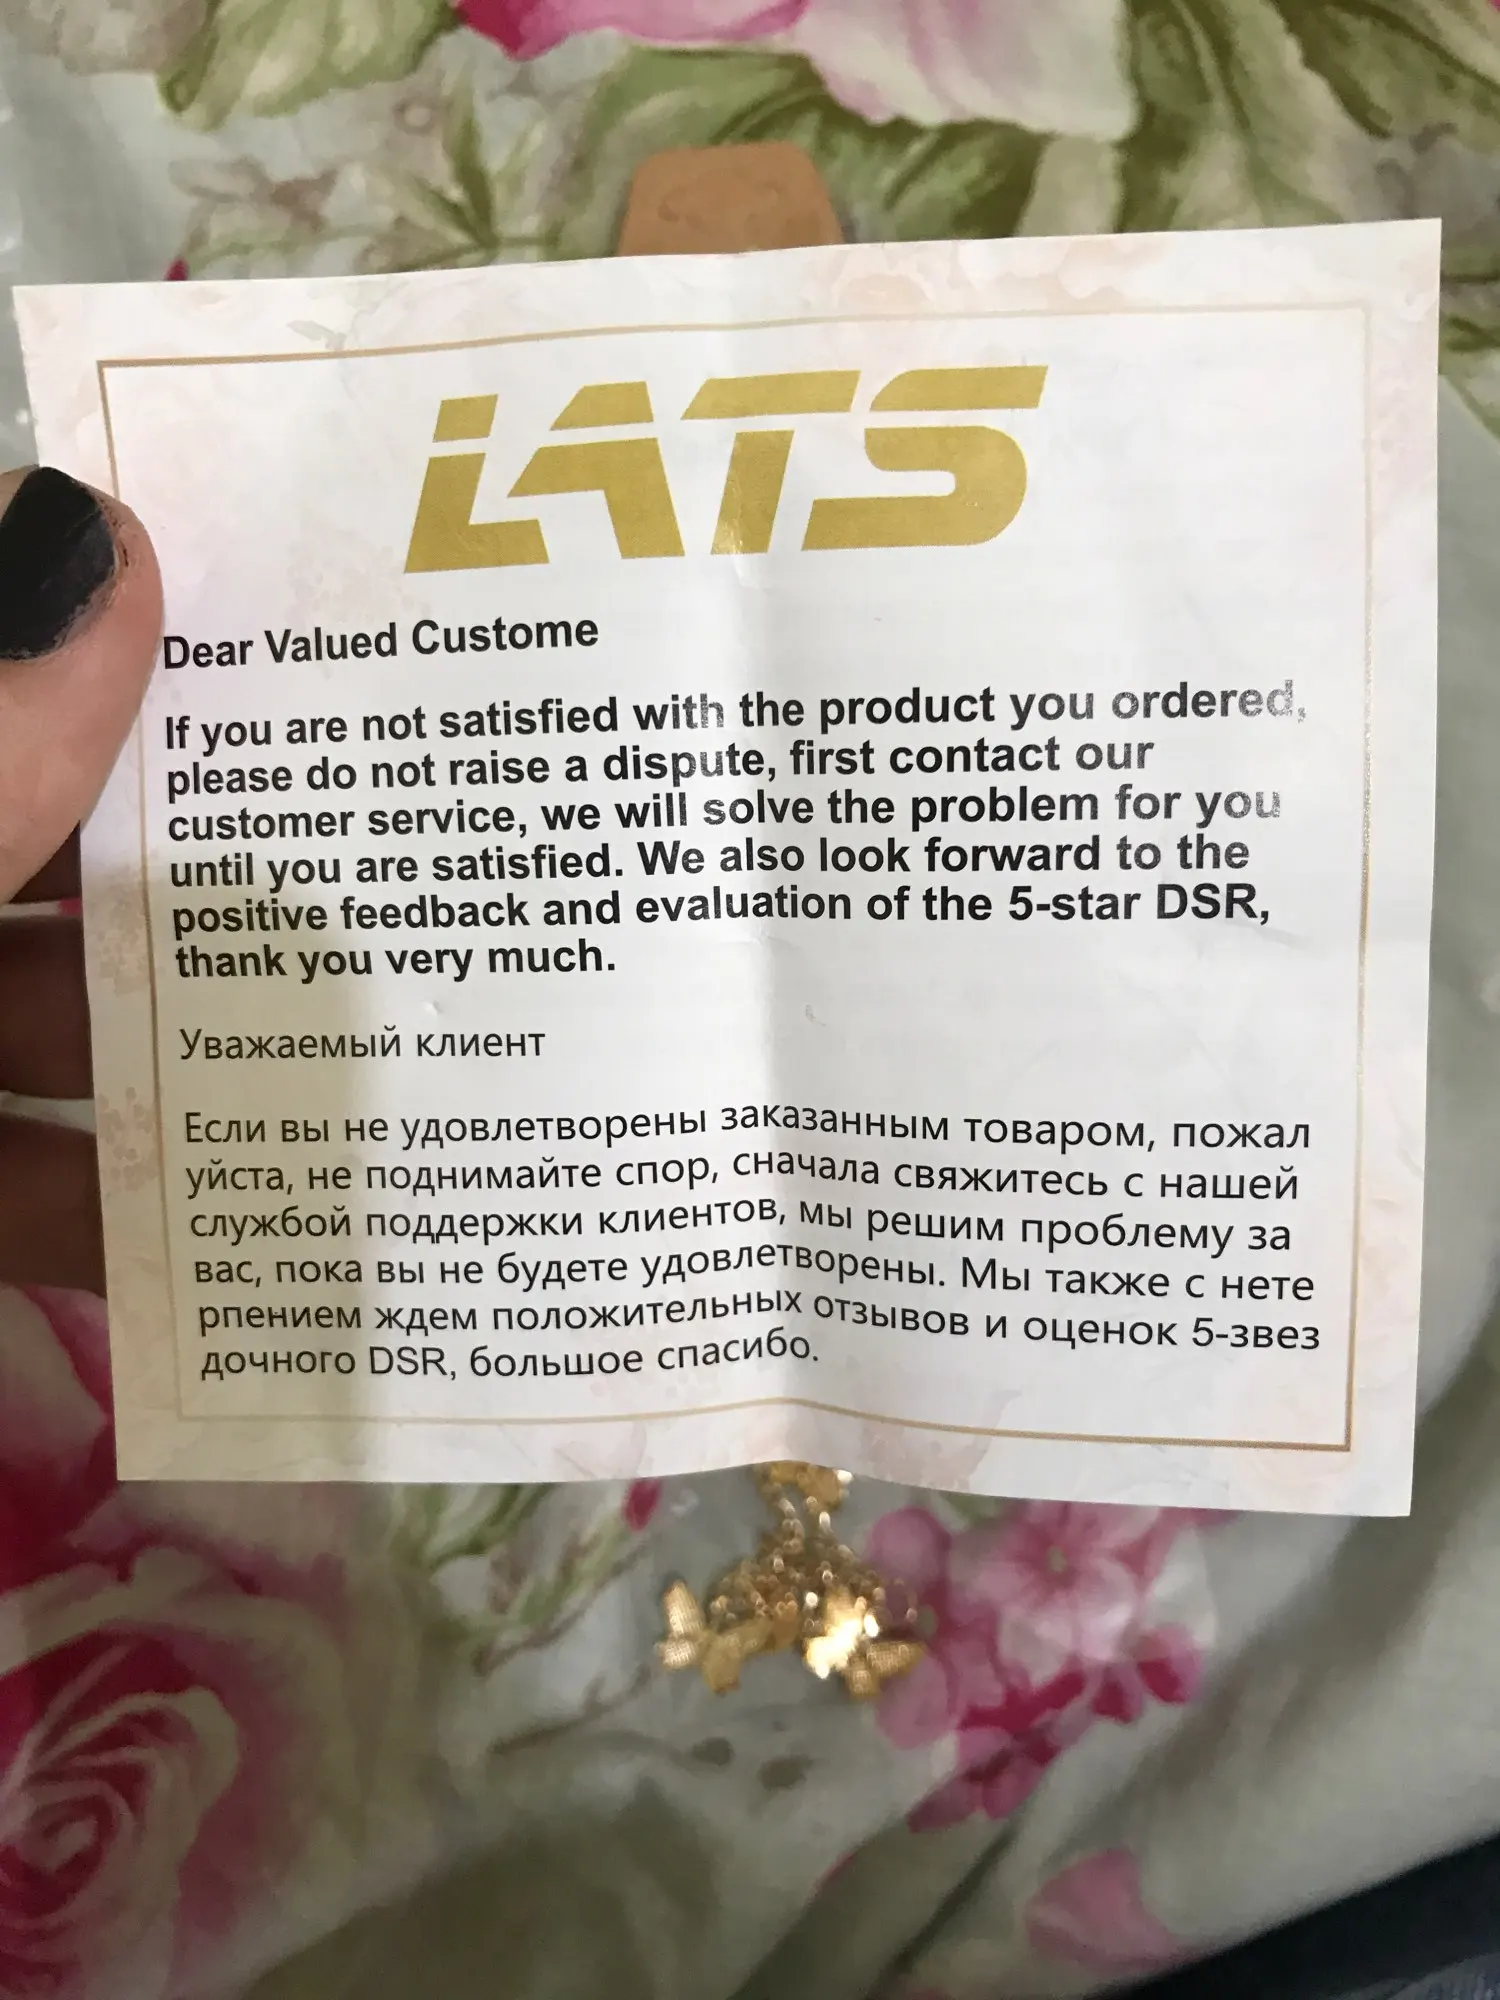 LATS
Dear Valued Custome
If you are not satisfied with the product you ordered,
please do not raise a dispute, first contact our
customer service, we will solve the problem for you
until you are satisfied. We also look forward to the
positive feedback and evaluation of the 5-star DSR,
thank you very much.
Уважаемый клиент
Если вы не удовлетворены заказанным товаром, пожал
уйста, не поднимайте спор, сначала свяжитесь с нашей
службой поддержки клиентов, мы решим проблему за
вас, пока вы не будете удовлетворены. Мы также с нете
рпением ждем положительных отзывов и оценок 5-звез
дочного DSR, большое спасибо.